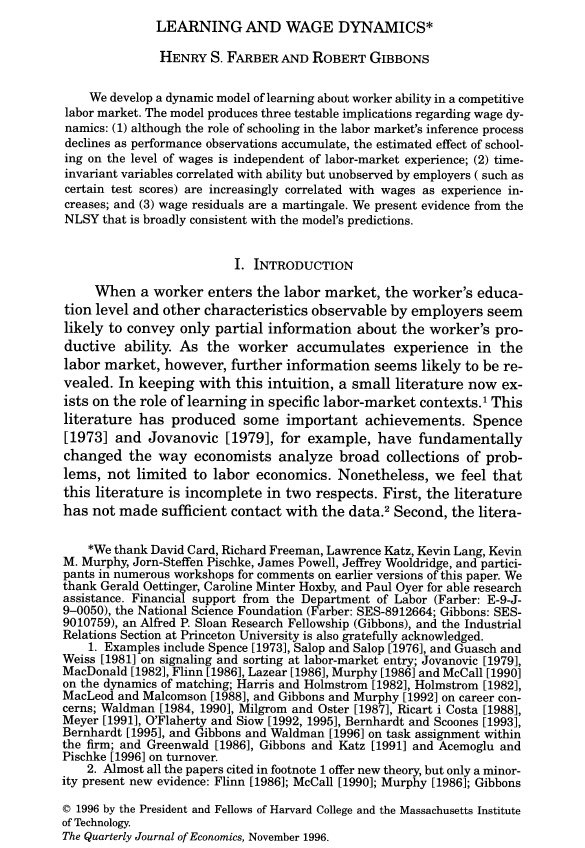 LEARNING AND WAGE DYNAMICS*
HENRY S. FARBER AND ROBERT GIBBONS
We develop a dynamic model of learning about worker ability in a competitive
labor market. The model produces three testable implications regarding wage dy-
namics: (1) although the role of schooling in the labor market's inference process
declines as performance observations accumulate, the estimated effect of school-
ing on the level of wages is independent of labor-market experience; (2) time-
invariant variables correlated with ability but unobserved by employers ( such as
certain test scores) are increasingly correlated with wages as experience in-
creases; and (3) wage residuals are a martingale. We present evidence from the
NLSY that is broadly consistent with the model's predictions.
I. INTRODUCTION
When a worker enters the labor market, the worker's educa-
tion level and other characteristics observable by employers seem
likely to convey only partial information about the worker's pro-
ductive ability. As the worker accumulates experience in the
labor market, however, further information seems likely to be re-
vealed. In keeping with this intuition, a small literature now ex-
ists on the role of learning in specific labor-market contexts.1 This
literature has produced some important achievements. Spence
[1973] and Jovanovic [1979], for example, have fundamentally
changed the way economists analyze broad collections of prob-
lems, not limited to labor economics. Nonetheless, we feel that
this literature is incomplete in two respects. First, the literature
has not made sufficient contact with the data.2 Second, the litera-
*We thank David Card, Richard Freeman, Lawrence Katz, Kevin Lang, Kevin
M. Murphy, Jorn-Steffen Pischke, James Powell, Jeffrey Wooldridge, and partici-
pants in numerous workshops for comments on earlier versions of this paper. We
thank Gerald Oettinger, Caroline Minter Hoxby, and Paul Oyer for able research
assistance. Financial support from the Department of Labor (Farber: E-9-J-
9–0050), the National Science Foundation (Farber: SES-8912664; Gibbons: SES-
9010759), an Alfred P. Sloan Research Fellowship (Gibbons), and the Industrial
Relations Section at Princeton University is also gratefully acknowledged.
1. Examples include Spence [1973], Salop and Salop [1976], and Guasch and
Weiss [1981] on signaling and sorting at labor-market entry; Jovanovic [1979],
MacDonald [1982], Flinn [1986], Lazear [1986], Murphy [1986] and McCall [1990]
on the dynamics of matching; Harris and Holmstrom [1982], Holmstrom [1982],
MacLeod and Malcomson [1988], and Gibbons and Murphy [1992] on career con-
cerns; Waldman [1984, 1990], Milgrom and Oster [1987], Ricart i Costa [1988],
Meyer [1991], O'Flaherty and Siow [1992, 1995], Bernhardt and Scoones [1993],
Bernhardt [1995], and Gibbons and Waldman [1996] on task assignment within
the firm; and Greenwald [1986], Gibbons and Katz [1991] and Acemoglu and
Pischke [1996] on turnover.
2. Almost all the papers cited in footnote 1 offer new theory, but only a minor-
ity present new evidence: Flinn [1986]; McCall [1990]; Murphy [1986]; Gibbons
© 1996 by the President and Fellows of Harvard College and the Massachusetts Institute
of Technology.
The Quarterly Journal of Economics, November 1996.